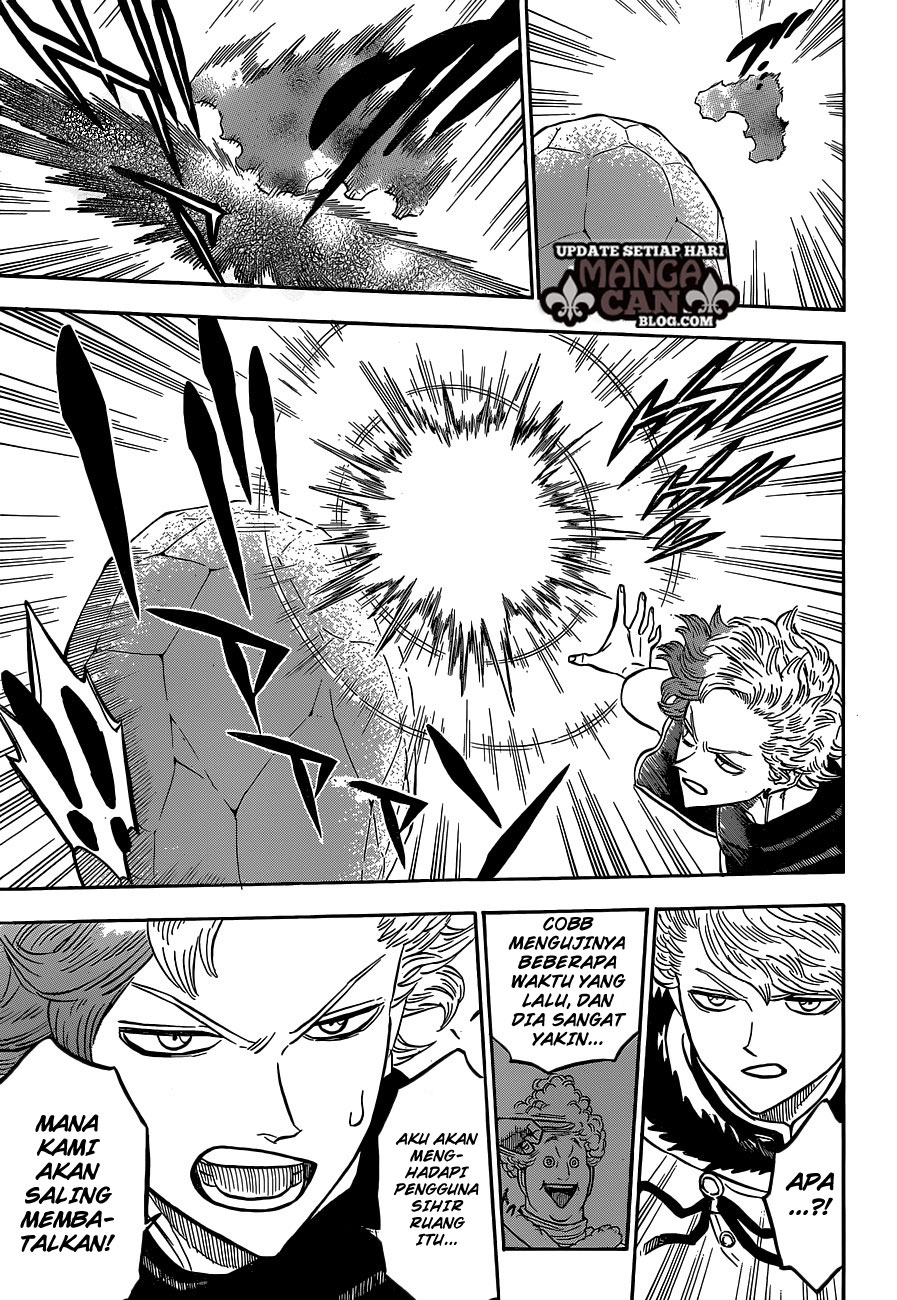 UPDATE SETIAP HARI
MANGA
CAN
BLOG.COM
APA
...?!
COBB
MENGUJINYA
BEBERAPA
WAKTU YANG
LALU, DAN
DIA SANGAT
YAKIN...
AKU AKAN
MENG-
HADAPI
PENGGUNA
SIHIR
RUANG
ITU...
MANA
KAMI
AKAN
SALING
MEMBA-
TALKAN!